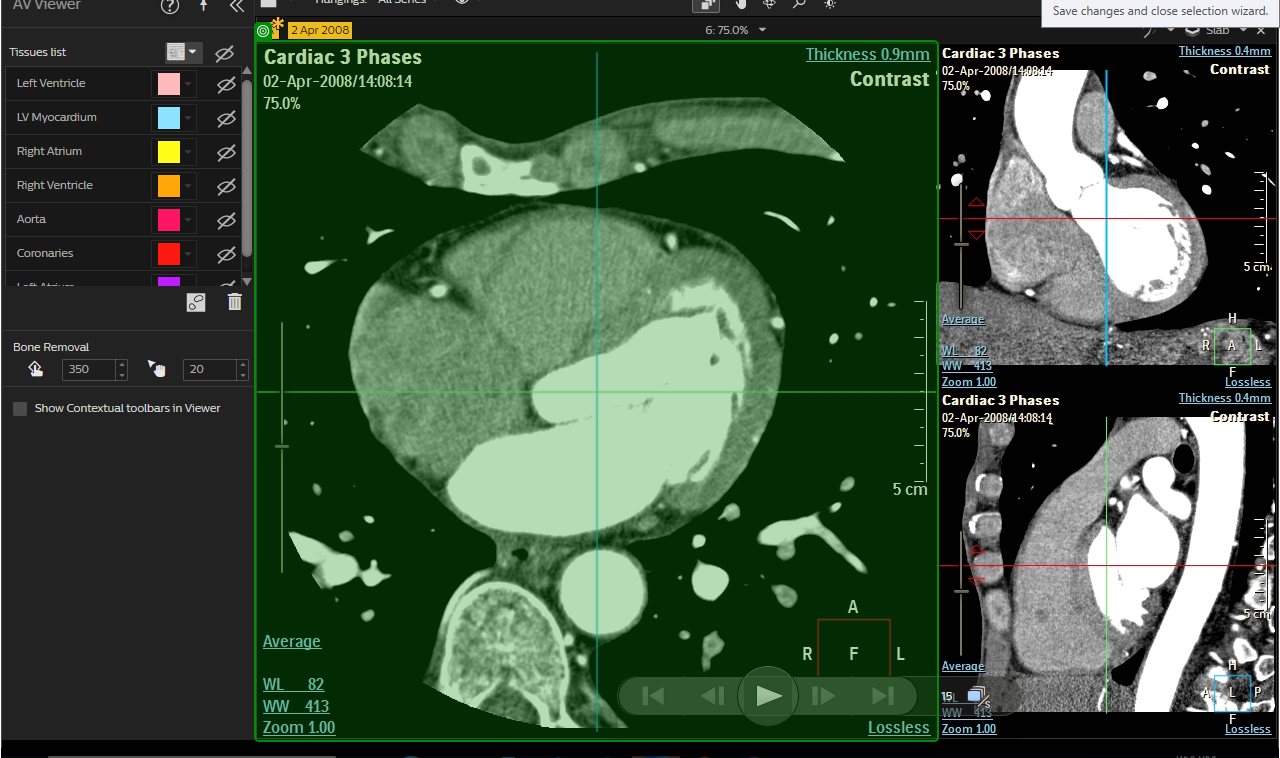 AV Viewer
Hangings: All Series
Save changes and close selection wizard.
2 Apr 2008
6: 75.0%
Slab
Tissues list
Left Ventricle
LV Myocardium
Right Atrium
Right Ventricle
Aorta
Coronaries
Left Atrium
Bone Removal
350
20
Show Contextual toolbars in Viewer
Cardiac 3 Phases
02-Apr-2008/14:08:14
75.0%
Thickness 0.9mm
Contrast
5 cm
Average
WL 82
WW 413
Zoom 1.00
A
R F L
Lossless
Cardiac 3 Phases
02-Apr-2008/14:08:14
75.0%
Thickness 0.4mm
Contrast
5 cm
Average
WL 82
WW 413
Zoom 1.00
H
R A L
F
Lossless
Cardiac 3 Phases
02-Apr-2008/14:08:14
75.0%
Thickness 0.4mm
Contrast
5 cm
Average
15
/s
WL
WW 413
Zoom 1.00
H
A L P
F
Lossless